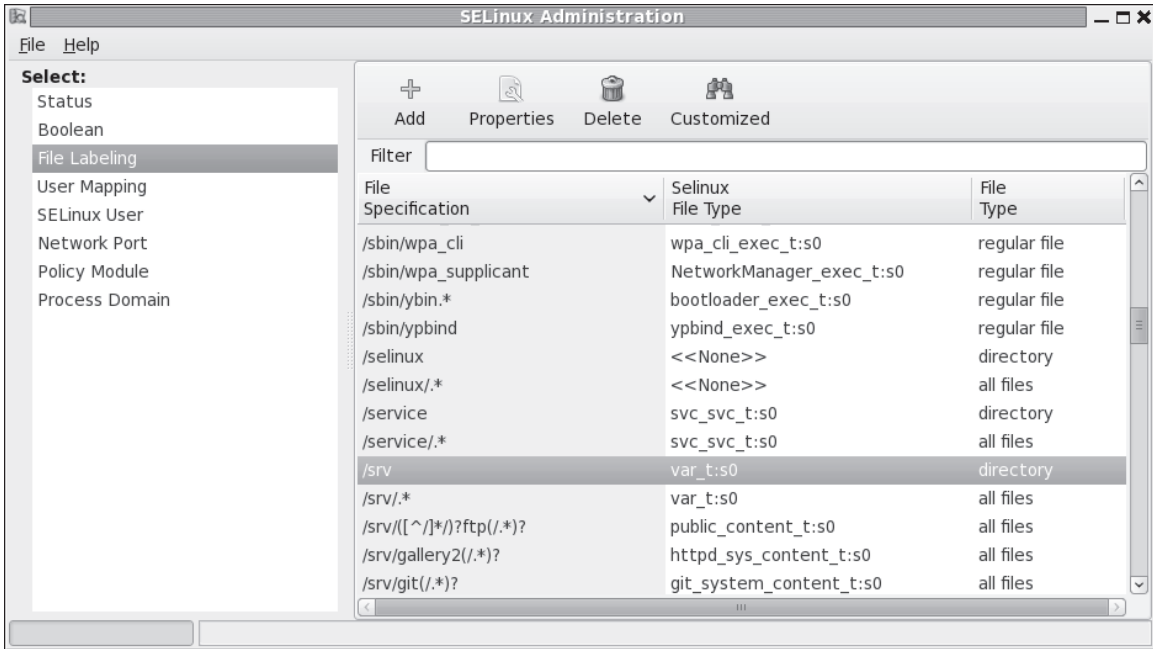 SELinux Administration
File Help
Select:
Status
Boolean
File Labeling
User Mapping
SELinux User
Network Port
Policy Module
Process Domain
Add Properties Delete Customized
Filter
File Specification Selinux File Type File Type
/sbin/wpa_cli wpa_cli_exec_t:s0 regular file
/sbin/wpa_supplicant NetworkManager_exec_t:s0 regular file
/sbin/ybin.* bootloader_exec_t:s0 regular file
/sbin/ypbind ypbind_exec_t:s0 regular file
/selinux <<None>> directory
/selinux/.* <<None>> all files
/service svc_svc_t:s0 directory
/service/.* svc_svc_t:s0 all files
/srv var_t:s0 directory
/srv/.* var_t:s0 all files
/srv/([^/]*/)?ftp(/.*)? public_content_t:s0 all files
/srv/gallery2(/.*)? httpd_sys_content_t:s0 all files
/srv/git(/.*)? git_system_content_t:s0 all files